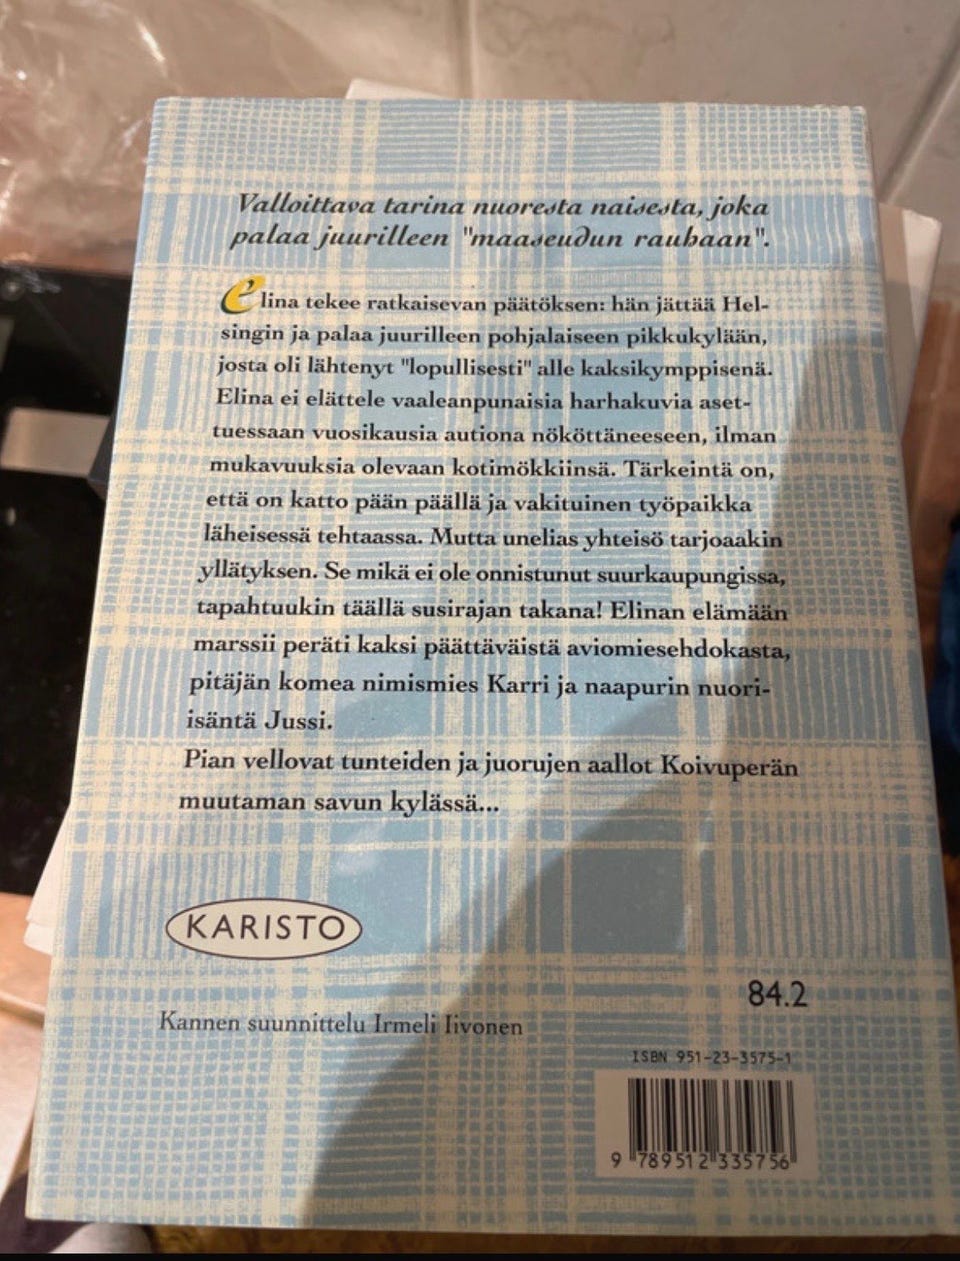 Valloittava tarina nuoresta naisesta, joka
palaa juurilleen "maaseudun rauhaan".
Elina tekee ratkaisevan päätöksen: hän jättää Hel-
singin ja palaa juurilleen pohjalaiseen pikkukylään,
josta oli lähtenyt "lopullisesti" alle kaksikymppisenä.
Elina ei elättele vaaleanpunaisia harhakuvia aset-
tuessaan vuosikausia autiona nököttäneeseen, ilman
mukavuuksia olevaan kotimökkiinsä. Tärkeintä on,
että on katto pään päällä ja vakituinen työpaikka
läheisessä tehtaassa. Mutta unelias yhteisö tarjoaakin
yllätyksen. Se mikä ei ole onnistunut suurkaupungissa,
tapahtuukin täällä susirajan takana! Elinan elämään
marssii peräti kaksi päättäväistä aviomiesehdokasta,
pitäjän komea nimismies Karri ja naapurin nuori-
isäntä Jussi.
Pian vellovat tunteiden ja juorujen aallot Koivuperän
muutaman savun kylässä...
KARISTO
84.2
Kannen suunnittelu Irmeli Iivonen
ISBN 951-23-3575-1
9 789512 335756